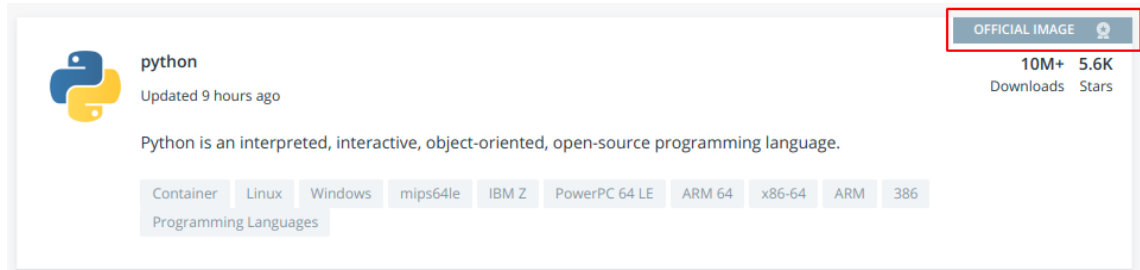 OFFICIAL IMAGE
python
10M+ 5.6K
Downloads Stars
Updated 9 hours ago
Python is an interpreted, interactive, object-oriented, open-source programming language.
Container Linux Windows mips64le IBM Z PowerPC 64 LE ARM 64 x86-64 ARM 386
Programming Languages